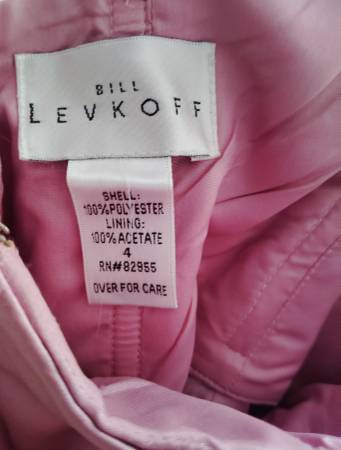 BILL
LEVKOFF
SHELL:
100%POLYESTER
LINING:
100%ACETATE
4
RN#82955
OVER FOR CARE